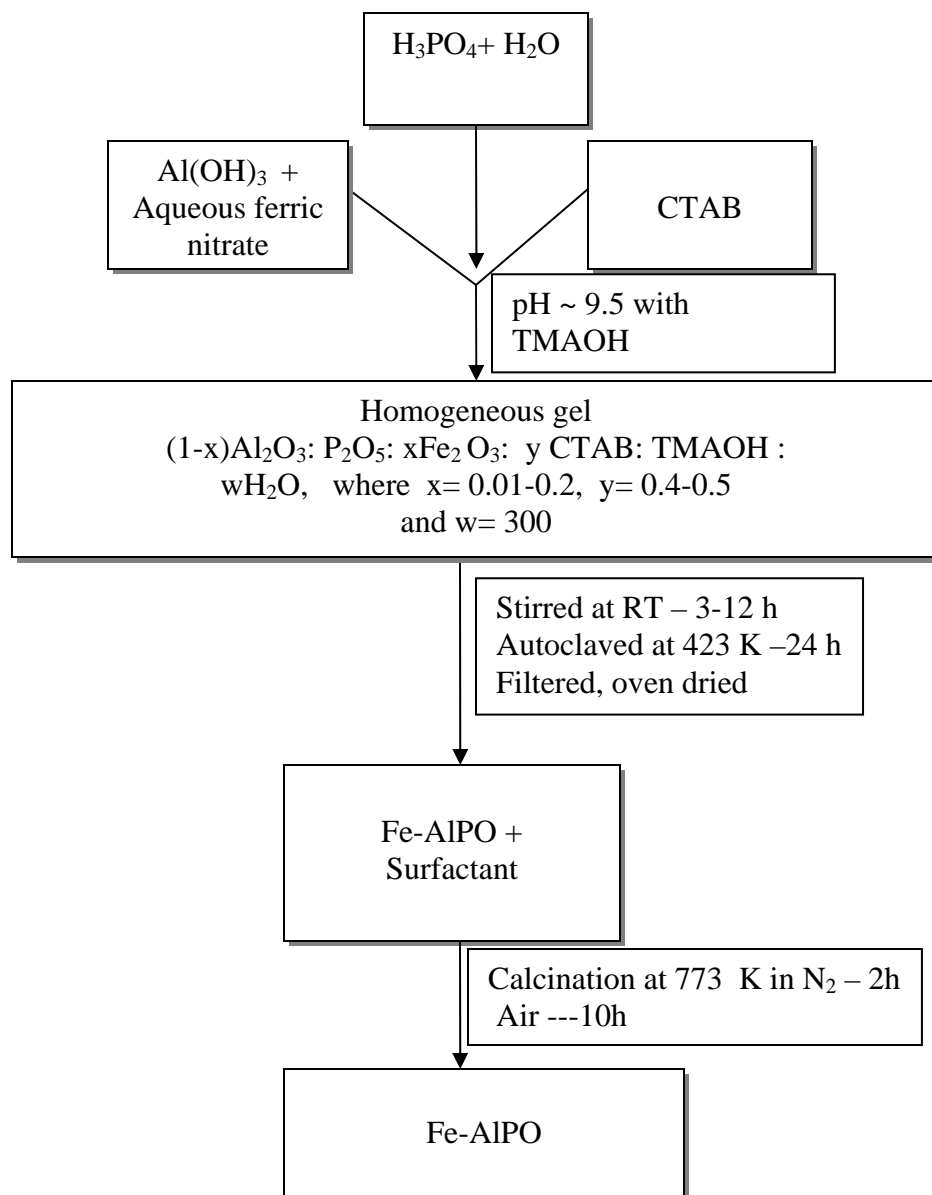 H₃PO₄+ H₂O
Al(OH)₃ +
Aqueous ferric
nitrate
CTAB
pH ~ 9.5 with
TMAOH
Homogeneous gel
(1-x)Al₂O₃: P₂O₅: xFe₂ O₃: y CTAB: TMAOH :
wH₂O, where x= 0.01-0.2, y= 0.4-0.5
and w= 300
Stirred at RT – 3-12 h
Autoclaved at 423 K –24 h
Filtered, oven dried
Fe-AlPO +
Surfactant
Calcination at 773 K in N₂ – 2h
Air ---10h
Fe-AlPO